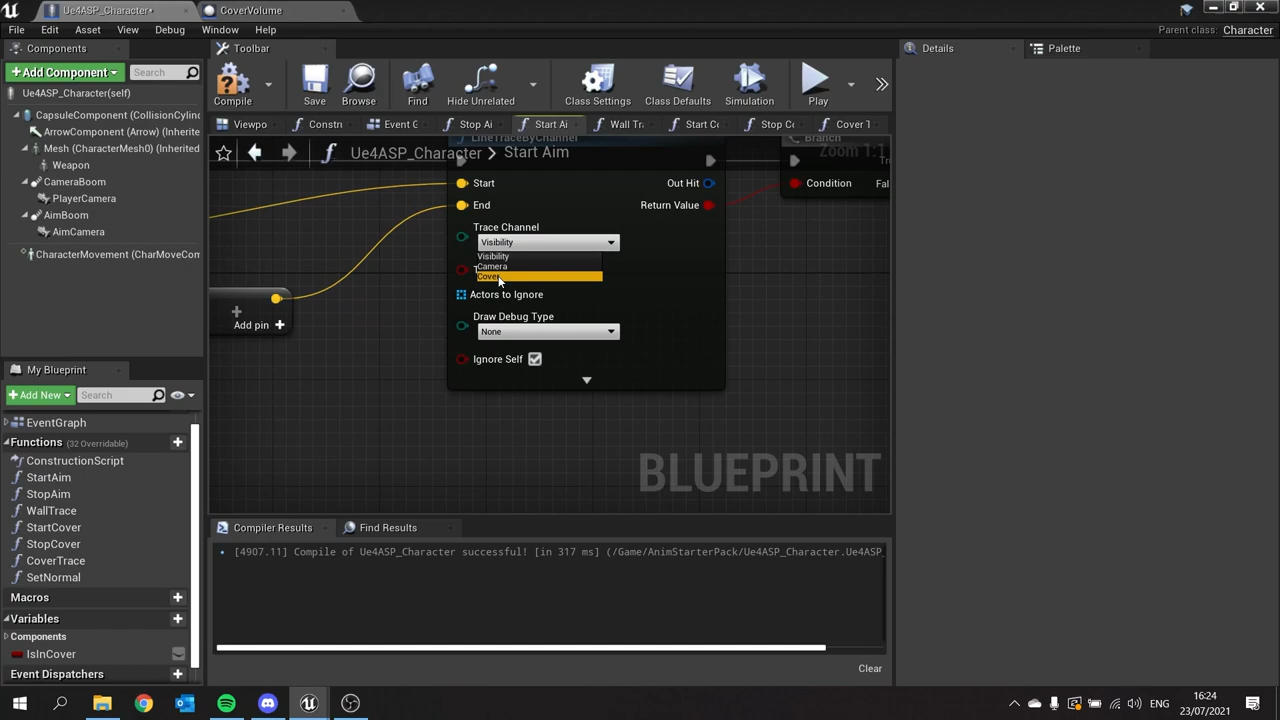 Ue4ASP_Character*
CoverVolume
File
Edit
Asset
View
Debug
Window
Help
Parent class:
Character
Components
Toolbar
Details
Palette
Add Component
Search
Compile
Save
Browse
Find
Hide Unrelated
Class Settings
Class Defaults
Simulation
Play
Ue4ASP_Character(self)
CapsuleComponent (CollisionCylin
ArrowComponent (Arrow) (Inherite
Mesh (CharacterMesh0) (Inherited
Weapon
CameraBoom
PlayerCamera
AimBoom
AimCamera
CharacterMovement (CharMoveCom
Viewpo
Constr
Event G
Stop Ai
Start Ai
Wall Tr
Start Co
Stop Co
Cover T
LineTraceByChannel
Branch
Ue4ASP_Character > Start Aim
Zoom 1:1
Start
Out Hit
Condition
Fal
End
Return Value
Trace Channel
Visibility
Visibility
Camera
Cover
Actors to Ignore
Draw Debug Type
None
Ignore Self
Add pin
BLUEPRINT
My Blueprint
Add New
Search
EventGraph
Functions (32 Overridable)
ConstructionScript
StartAim
StopAim
WallTrace
StartCover
StopCover
CoverTrace
SetNormal
Macros
Variables
Components
IsInCover
Event Dispatchers
Compiler Results
Find Results
[4907.11] Compile of Ue4ASP_Character successful! [in 317 ms] (/Game/AnimStarterPack/Ue4ASP_Character.Ue4ASP_
Clear
ENG
16:24
23/07/2021